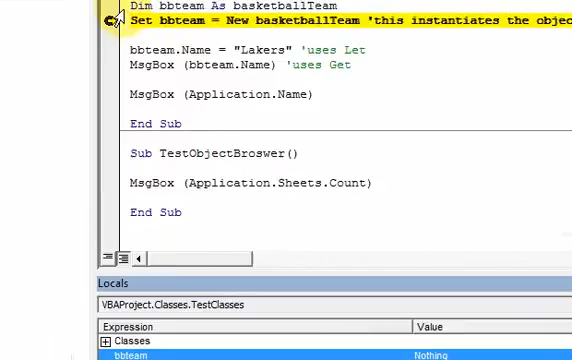 Dim bbteam As basketballTeam
Set bbteam = New basketballTeam 'this instantiates the objec
bbteam.Name = "Lakers" 'uses Let
MsgBox (bbteam.Name) 'uses Get
MsgBox (Application.Name)
End Sub
Sub TestObjectBroswer()
MsgBox (Application.Sheets.Count)
End Sub
Locals
VBAProject.Classes.TestClasses
Expression Value
Classes
bbteam Nothing